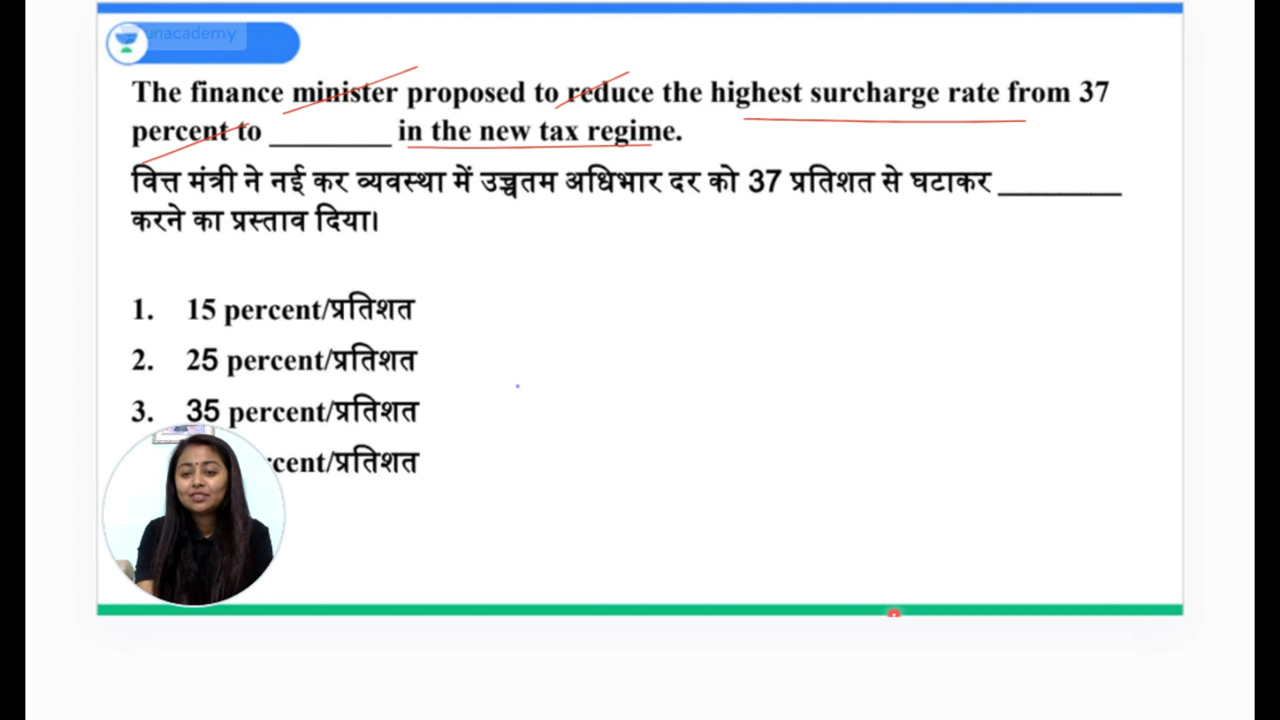 unacademy
The finance minister proposed to reduce the highest surcharge rate from 37
percent to ________ in the new tax regime.
वित्त मंत्री ने नई कर व्यवस्था में उच्चतम अधिभार दर को 37 प्रतिशत से घटाकर ________
करने का प्रस्ताव दिया।
1. 15 percent/प्रतिशत
2. 25 percent/प्रतिशत
3. 35 percent/प्रतिशत
/प्रतिशत